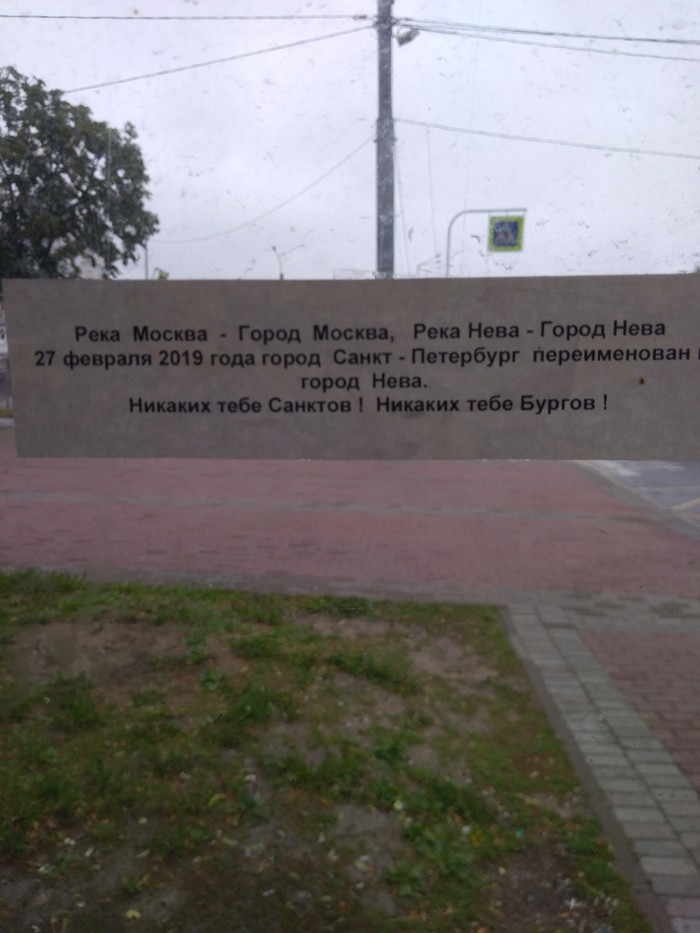 Река Москва - Город Москва, Река Нева - Город Нева
27 февраля 2019 года город Санкт - Петербург переименован
город Нева.
Никаких тебе Санктов ! Никаких тебе Бургов !